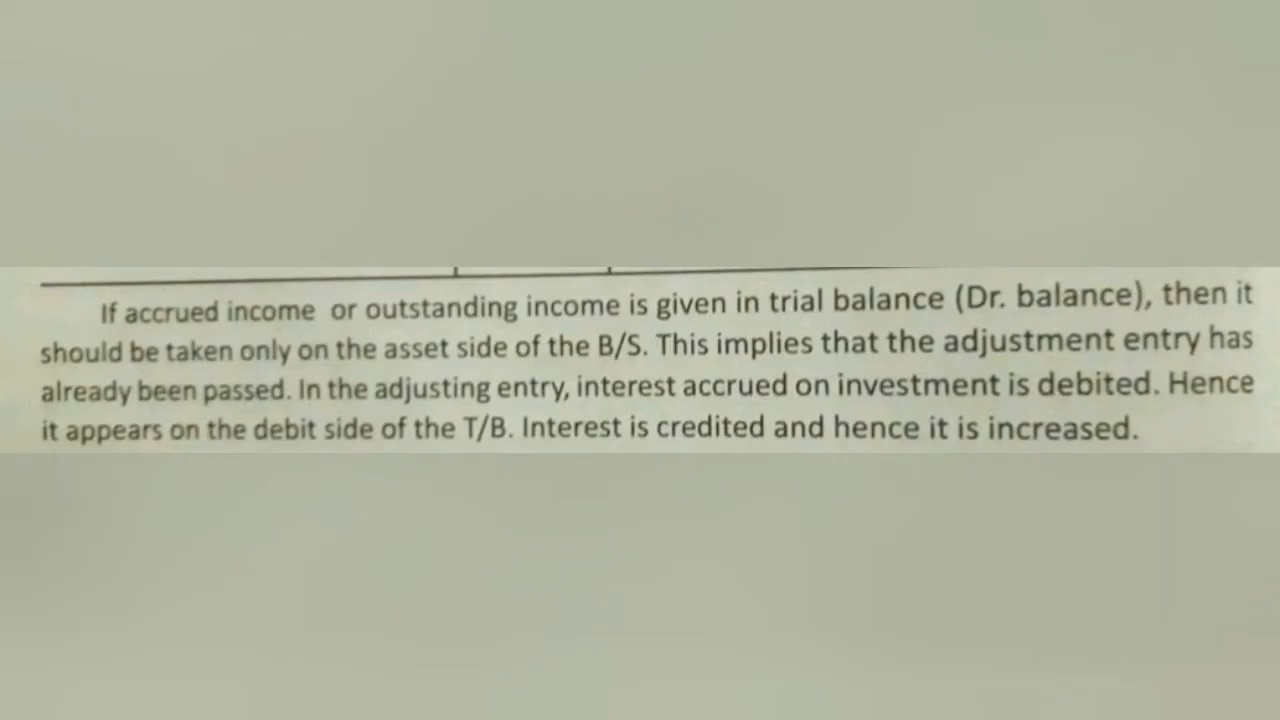 If accrued income or outstanding income is given in trial balance (Dr. balance), then it
should be taken only on the asset side of the B/S. This implies that the adjustment entry has
already been passed. In the adjusting entry, interest accrued on investment is debited. Hence
it appears on the debit side of the T/B. Interest is credited and hence it is increased.